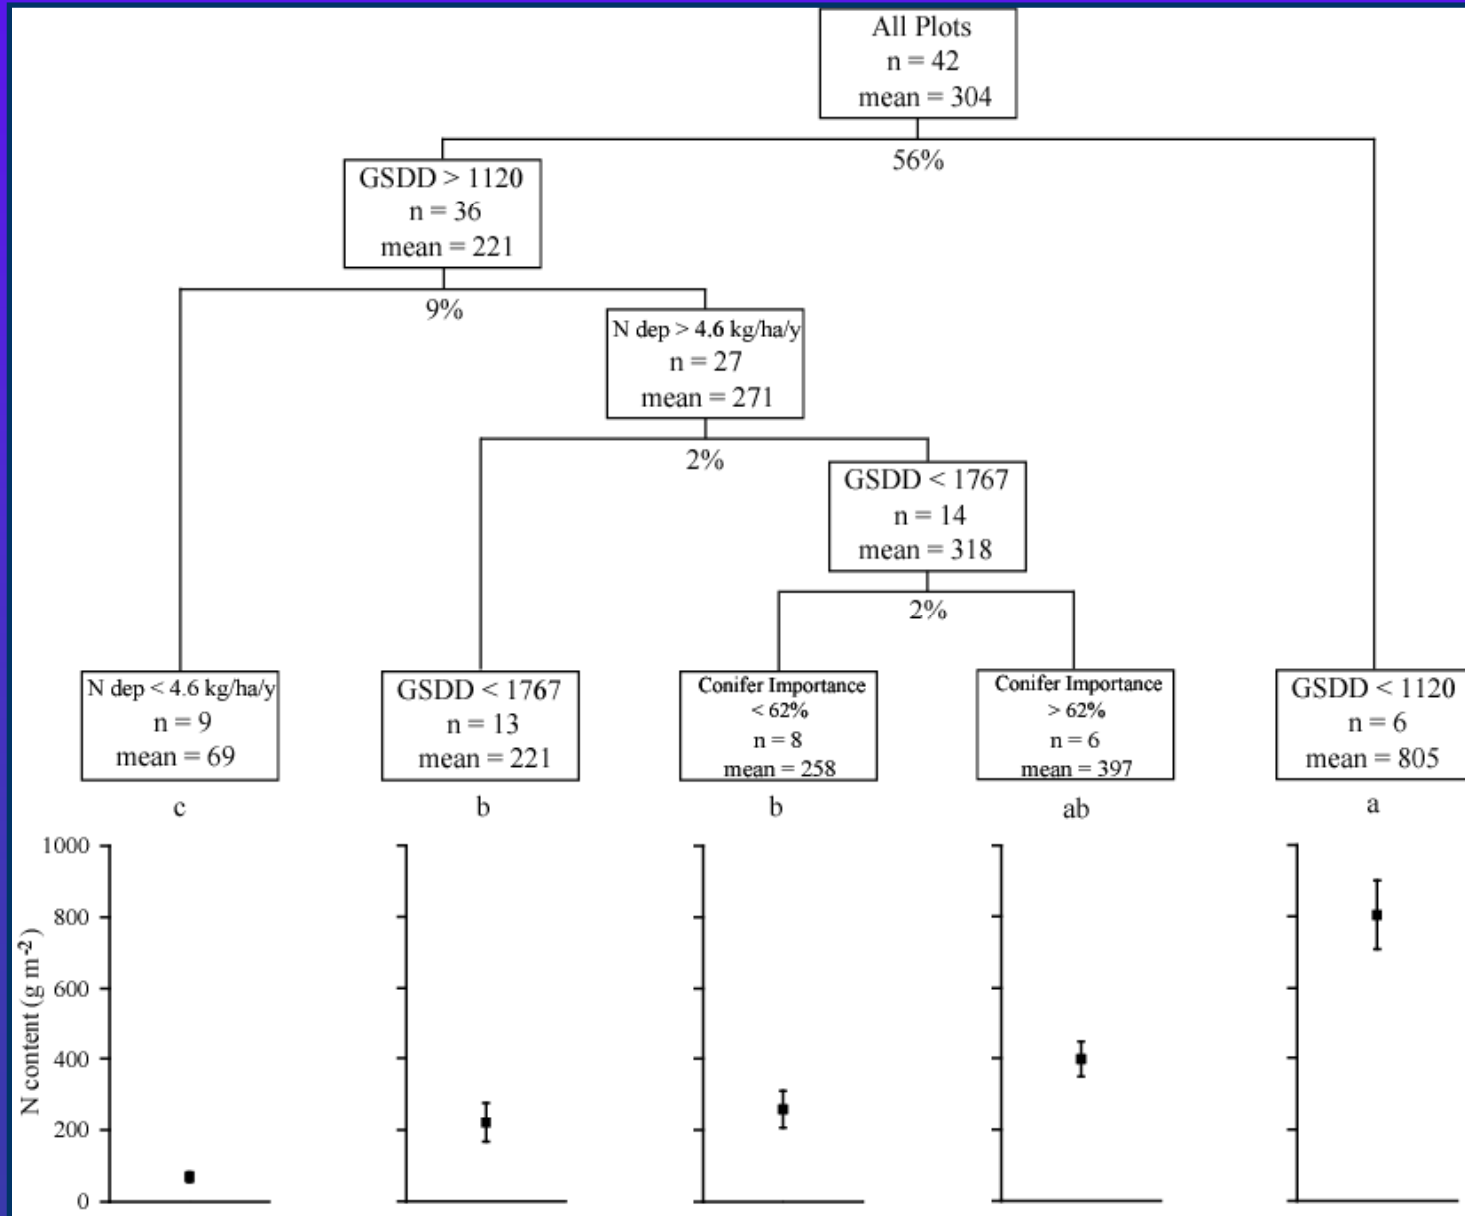 All Plots
n = 42
mean = 304
56%
GSDD > 1120
n = 36
mean = 221
9%
N dep > 4.6 kg/ha/y
n = 27
mean = 271
2%
GSDD < 1767
n = 14
mean = 318
2%
N dep < 4.6 kg/ha/y
n = 9
mean = 69
c
GSDD < 1767
n = 13
mean = 221
b
Conifer Importance
< 62%
n = 8
mean = 258
b
Conifer Importance
> 62%
n = 6
mean = 397
ab
GSDD < 1120
n = 6
mean = 805
a
N content (g m-2)
1000
800
600
400
200
0